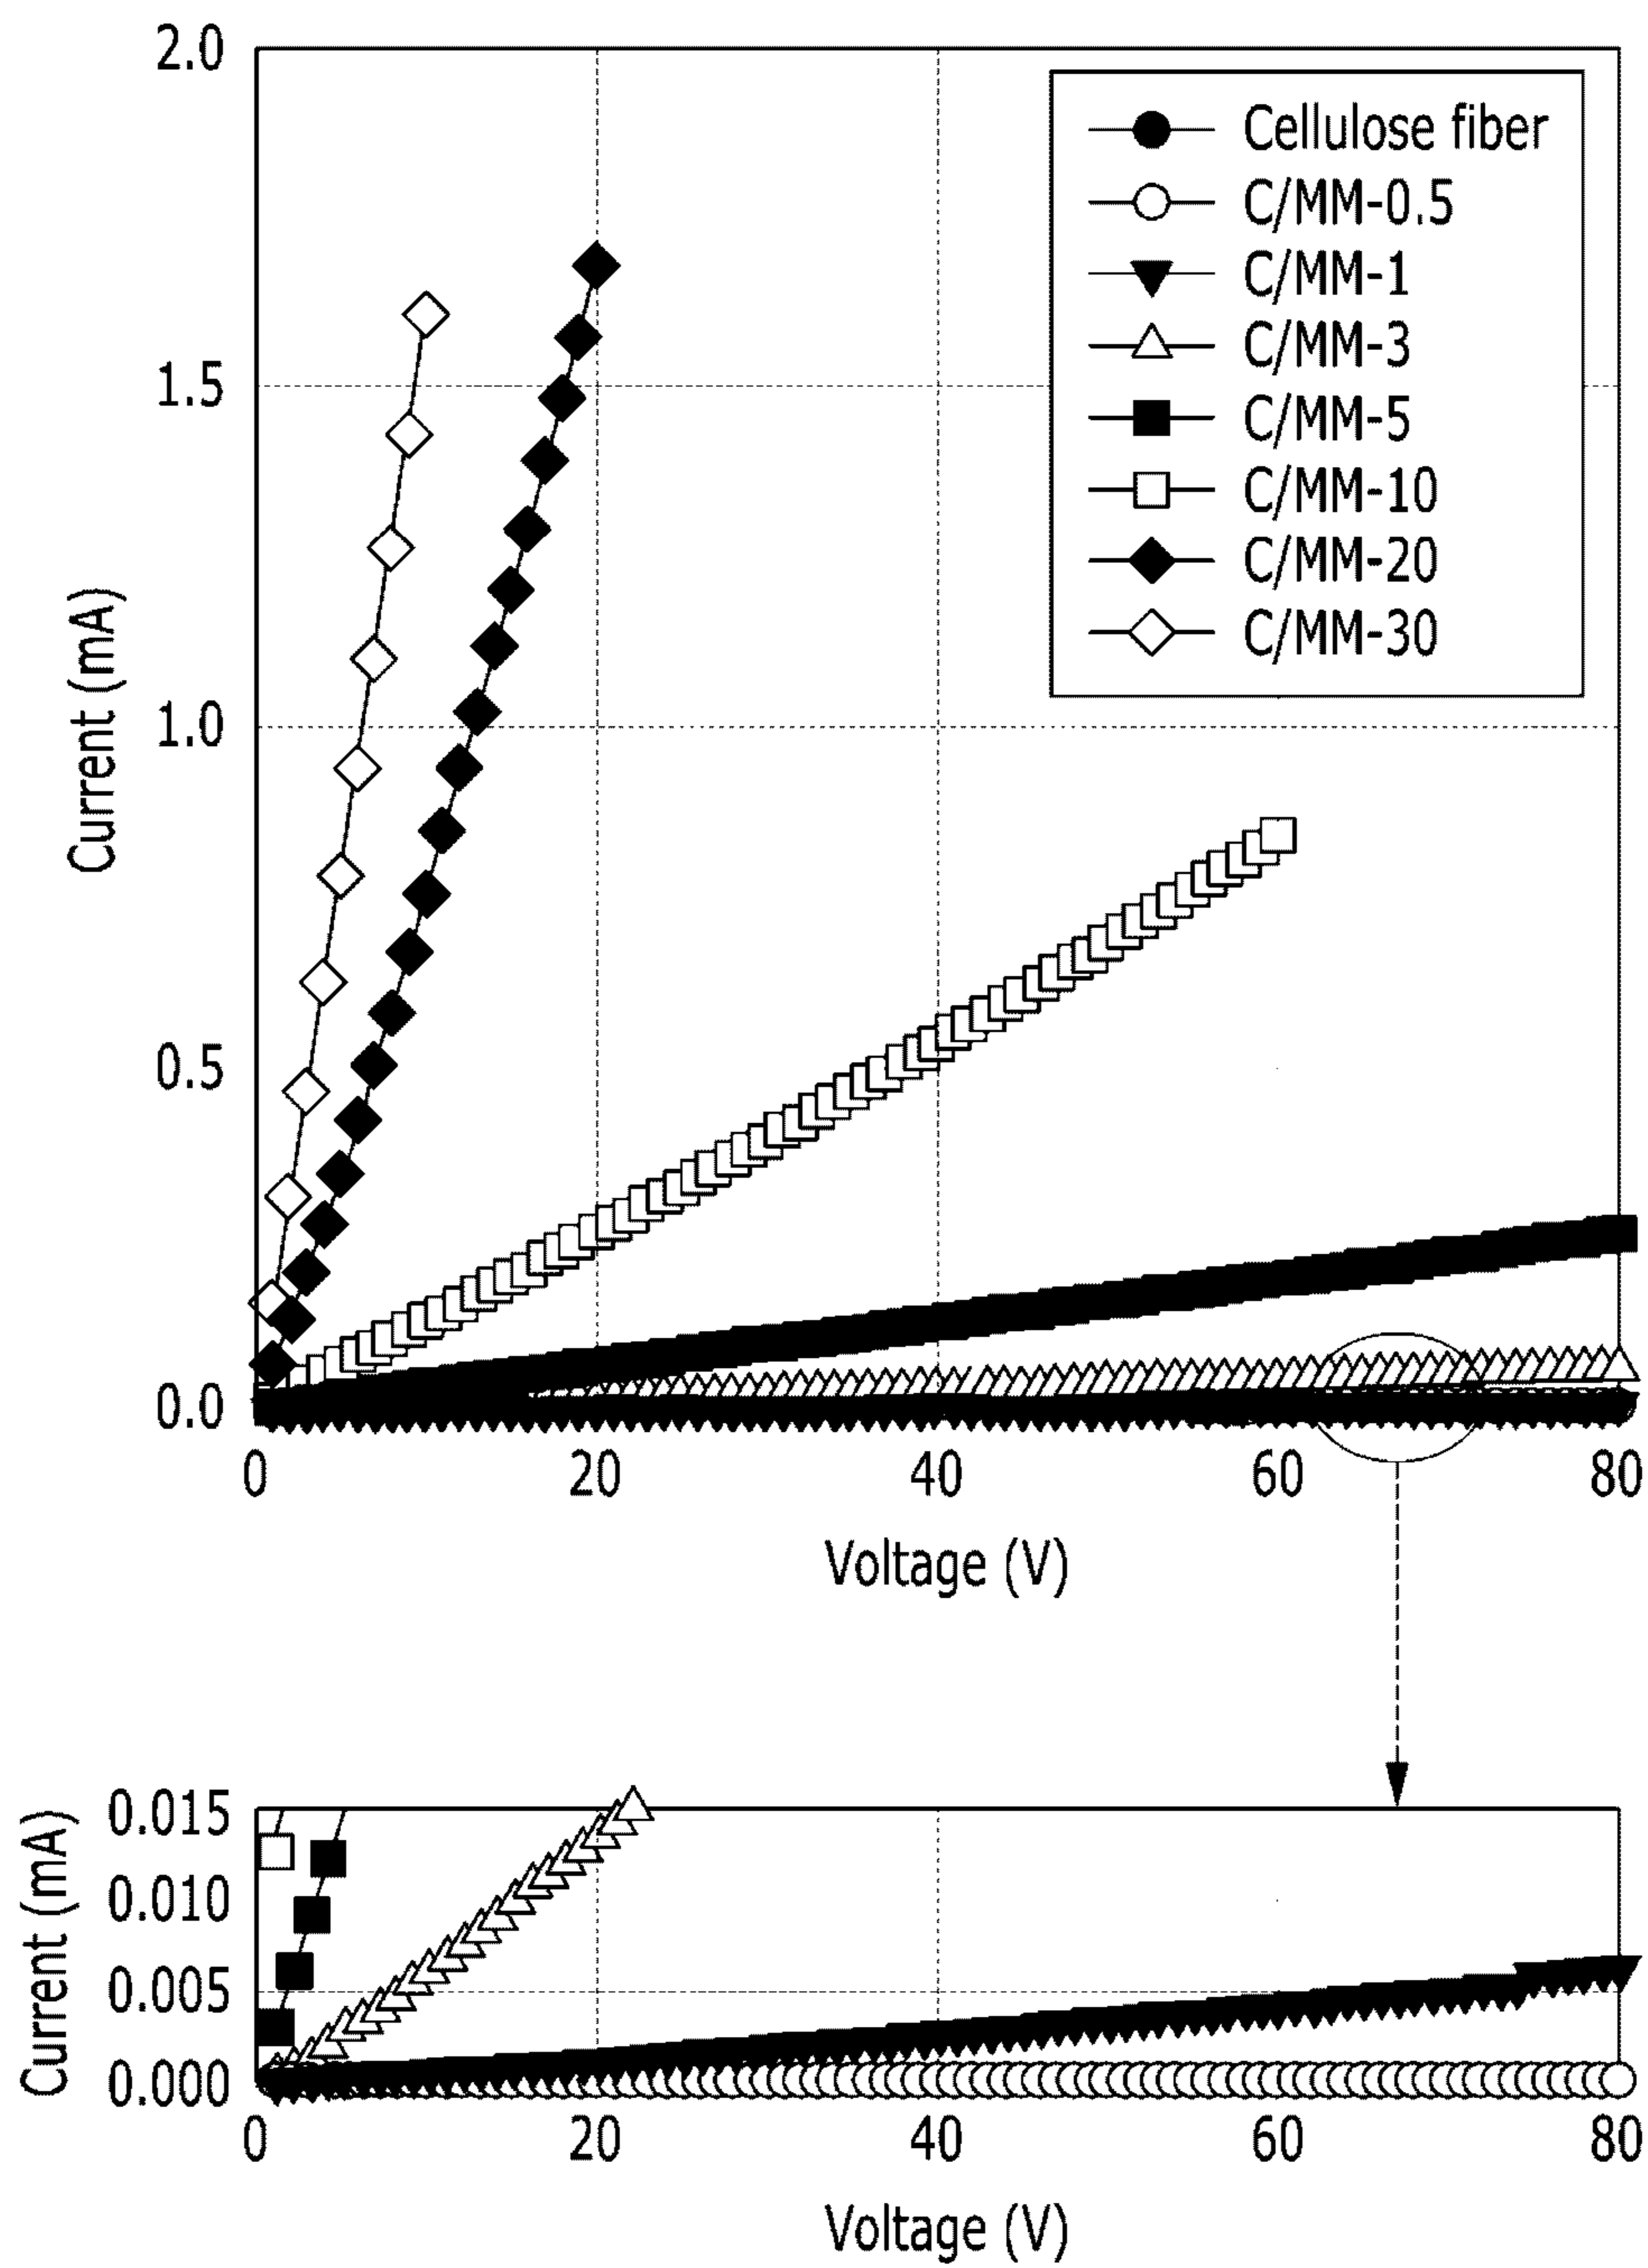 2.0
1.5
1.0
0.5
0.0
Current (mA)
Cellulose fiber
C/MM-0.5
C/MM-1
C/MM-3
C/MM-5
C/MM-10
C/MM-20
C/MM-30
0 20 40 60 80
Voltage (V)
0.015
0.010
0.005
0.000
Current (mA)
0 20 40 60 80
Voltage (V)